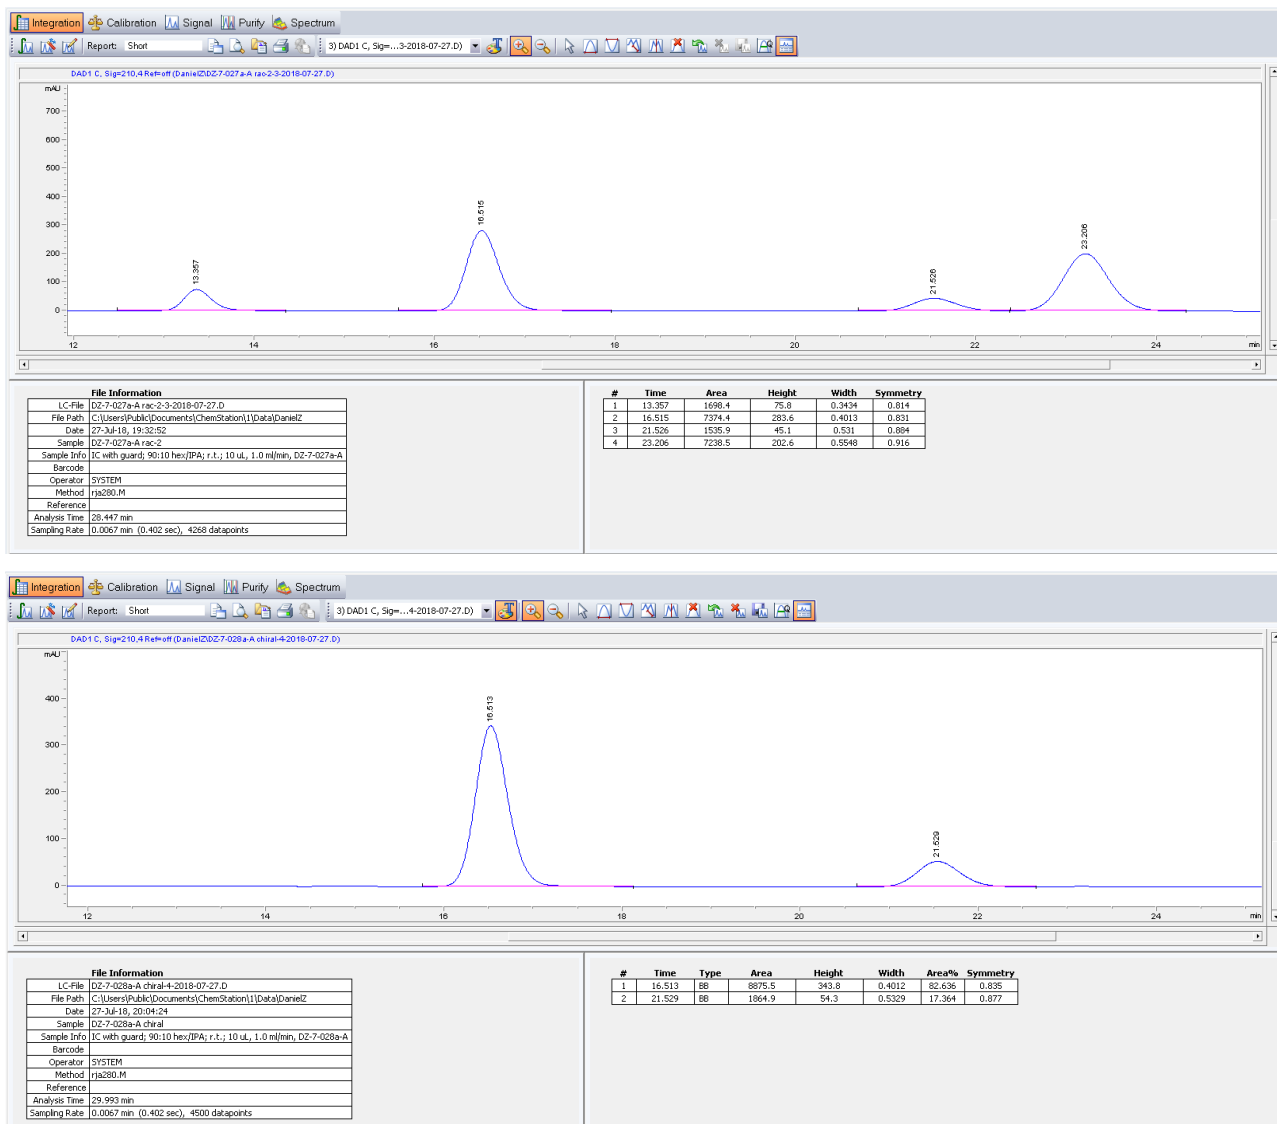 Integration Calibration Signal Purify Spectrum
Report: Short 3) DAD1 C, Sig=...3-2018-07-27.D)
DAD1 C, Sig=210,4 Ref=off (DanielZ\DZ-7-027a-A rac-2-3-2018-07-27.D)
mAU
700
600
500
400
300
200
100
0
13.357
16.515
21.526
23.206
12 14 16 18 20 22 24 min
File Information
LC-File DZ-7-027a-A rac-2-3-2018-07-27.D
File Path C:\Users\Public\Documents\ChemStation\1\Data\DanielZ
Date 27-Jul-18, 19:32:52
Sample DZ-7-027a-A rac-2
Sample Info IC with guard; 90:10 hex/IPA; r.t.; 10 uL, 1.0 ml/min, DZ-7-027a-A
Barcode
Operator SYSTEM
Method rja280.M
Reference
Analysis Time 28.447 min
Sampling Rate 0.0067 min (0.402 sec), 4268 datapoints
# Time Area Height Width Symmetry
1 13.357 1698.4 75.8 0.3434 0.814
2 16.515 7374.4 283.6 0.4013 0.831
3 21.526 1535.9 45.1 0.531 0.884
4 23.206 7238.5 202.6 0.5548 0.916
Integration Calibration Signal Purify Spectrum
Report: Short 3) DAD1 C, Sig=...4-2018-07-27.D)
DAD1 C, Sig=210,4 Ref=off (DanielZ\DZ-7-028a-A chiral-4-2018-07-27.D)
mAU
400
300
200
100
0
16.513
21.529
12 14 16 18 20 22 24 min
File Information
LC-File DZ-7-028a-A chiral-4-2018-07-27.D
File Path C:\Users\Public\Documents\ChemStation\1\Data\DanielZ
Date 27-Jul-18, 20:04:24
Sample DZ-7-028a-A chiral
Sample Info IC with guard; 90:10 hex/IPA; r.t.; 10 uL, 1.0 ml/min, DZ-7-028a-A
Barcode
Operator SYSTEM
Method rja280.M
Reference
Analysis Time 29.993 min
Sampling Rate 0.0067 min (0.402 sec), 4500 datapoints
# Time Type Area Height Width Area% Symmetry
1 16.513 BB 8875.5 343.8 0.4012 82.636 0.835
2 21.529 BB 1864.9 54.3 0.5329 17.364 0.877